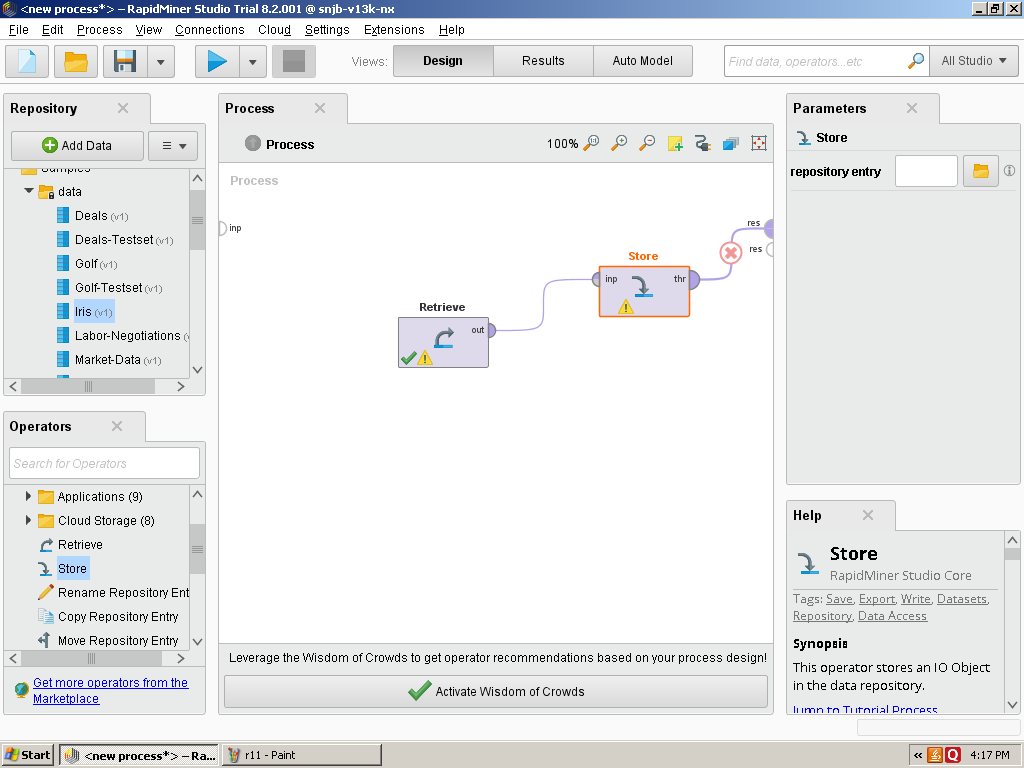 <new process*> – RapidMiner Studio Trial 8.2.001 @ snjb-v13k-nx
File Edit Process View Connections Cloud Settings Extensions Help
Views: Design Results Auto Model Find data, operators...etc All Studio
Repository
Add Data
Samples
data
Deals (v1)
Deals-Testset (v1)
Golf (v1)
Golf-Testset (v1)
Iris (v1)
Labor-Negotiations (v
Market-Data (v1)
Operators
Search for Operators
Applications (9)
Cloud Storage (8)
Retrieve
Store
Rename Repository Ent
Copy Repository Entry
Move Repository Entry
Get more operators from the
Marketplace
Process
Process
100%
Process
inp
res
res
Store
inp
thr
Retrieve
out
Leverage the Wisdom of Crowds to get operator recommendations based on your process design!
Activate Wisdom of Crowds
Parameters
Store
repository entry
Help
Store
RapidMiner Studio Core
Tags: Save, Export, Write, Datasets,
Repository, Data Access
Synopsis
This operator stores an IO Object
in the data repository.
Jump to Tutorial Process
Start
<new process*> – Ra...
r11 - Paint
«
4:17 PM